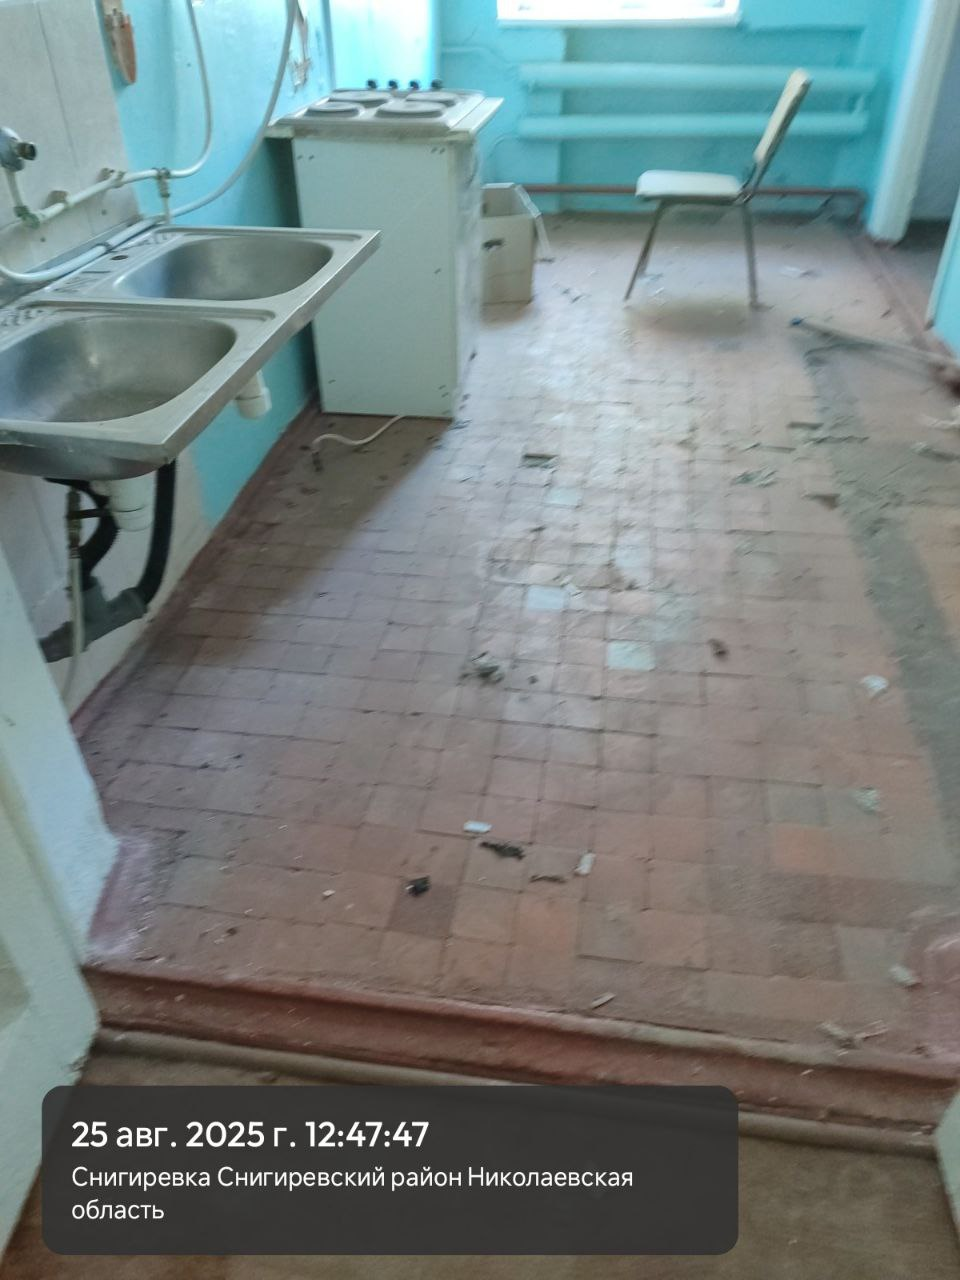 25 авг. 2025 г. 12:47:47
Снигиревка Снигиревский район Николаевская
область